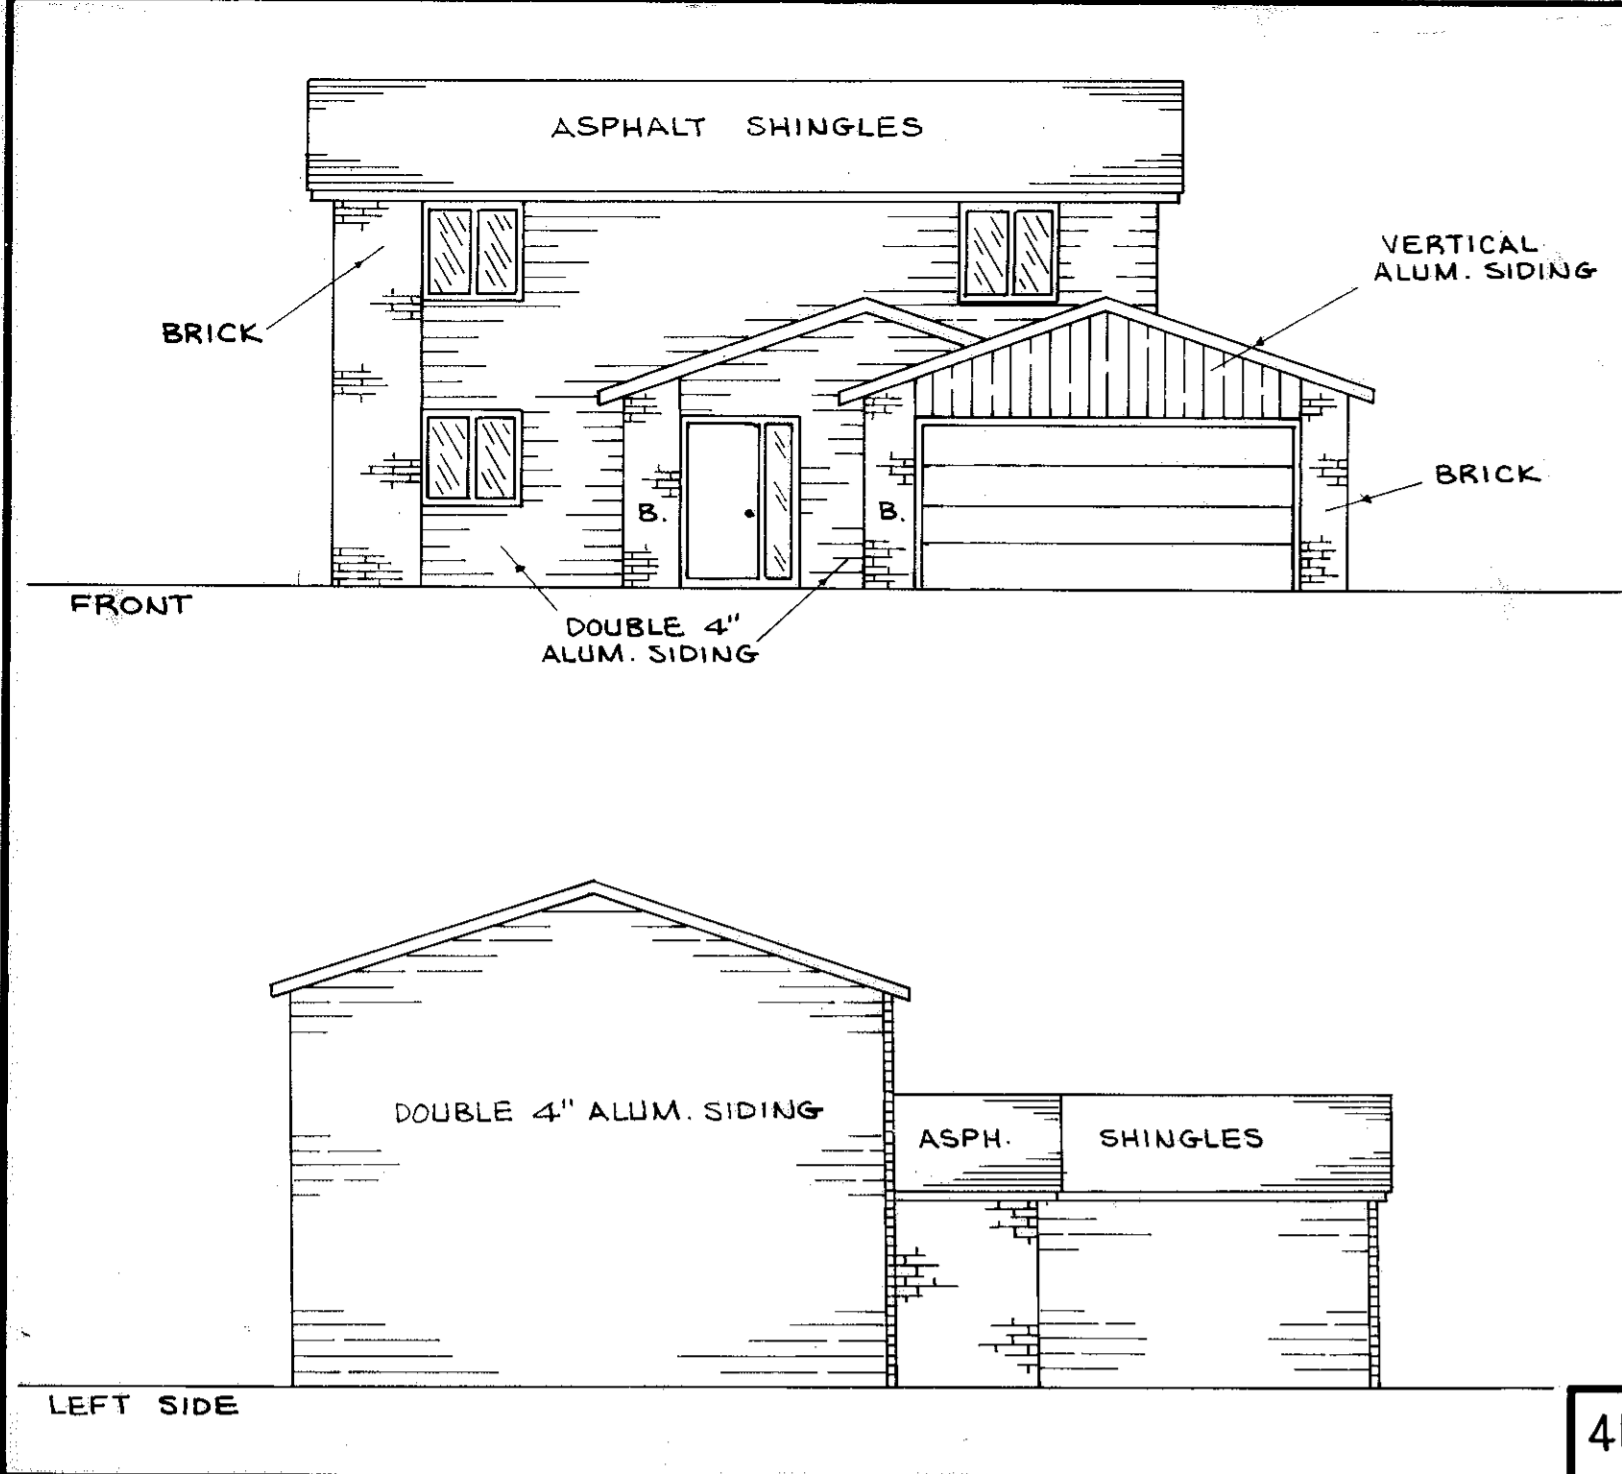 ASPHALT SHINGLES
VERTICAL
ALUM. SIDING
BRICK
BRICK
B.
B.
FRONT
DOUBLE 4"
ALUM. SIDING
DOUBLE 4" ALUM. SIDING
ASPH.
SHINGLES
LEFT SIDE
4